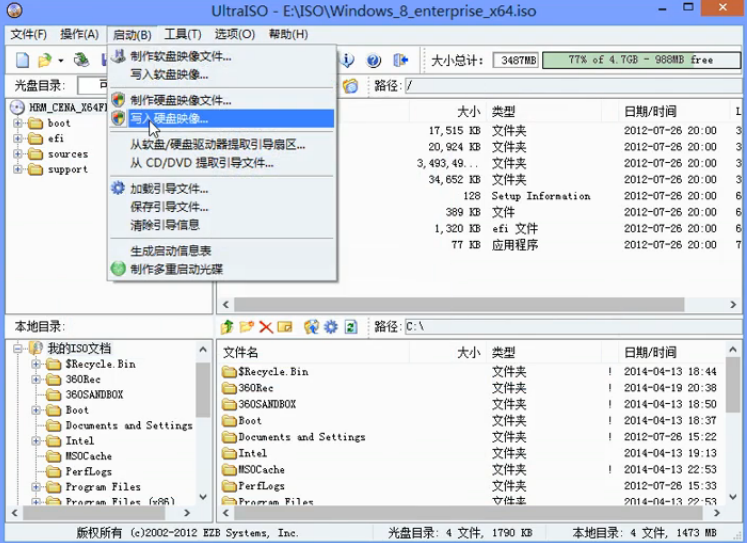 UltraISO - E:\ISO\Windows_8_enterprise_x64.iso
文件(F) 操作(A) 启动(B) 工具(T) 选项(O) 帮助(H)
大小总计: 3487MB 77% of 4.7GB - 988MB free
光盘目录: 可 路径: /
制作软盘映像文件...
写入软盘映像...
制作硬盘映像文件...
写入硬盘映像...
从软盘/硬盘驱动器提取引导扇区...
从 CD/DVD 提取引导文件...
加载引导文件...
保存引导文件...
清除引导信息
生成启动信息表
制作多重启动光碟
HRM_CENA_X64F
boot
efi
sources
support
大小 类型 日期/时间 L
17,515 KB 文件夹 2012-07-26 20:00 3
20,924 KB 文件夹 2012-07-26 20:00 3
3,493,49... 文件夹 2012-07-26 20:00 3
34,652 KB 文件夹 2012-07-26 20:00 3
128 Setup Information 2012-07-26 20:00 6
389 KB 文件 2012-07-26 20:00 6
1,320 KB efi 文件 2012-07-26 20:00 6
77 KB 应用程序 2012-07-26 20:00 7
本地目录: 路径: C:\
我的ISO文档
$Recycle.Bin
360Rec
360SANDBOX
Boot
Documents and Settings
Intel
MSOCache
PerfLogs
Program Files
Program Files (x86)
文件名 大小 类型 日期/时间
$Recycle.Bin 文件夹 ! 2014-04-13 18:44
360Rec 文件夹 ! 2014-04-19 20:38
360SANDBOX 文件夹 ! 2014-04-13 18:50
Boot 文件夹 ! 2014-04-13 18:37
Documents and Settings 文件夹 ! 2012-07-26 15:22
Intel 文件夹 2014-04-13 19:13
MSOCache 文件夹 ! 2014-04-13 22:53
PerfLogs 文件夹 2012-07-26 15:33
Program Files 文件夹 2014-04-13 22:53
版权所有 (c)2002-2012 EZB Systems, Inc. 光盘目录: 4 文件, 1790 KB 本地目录: 4 文件, 1473 MB